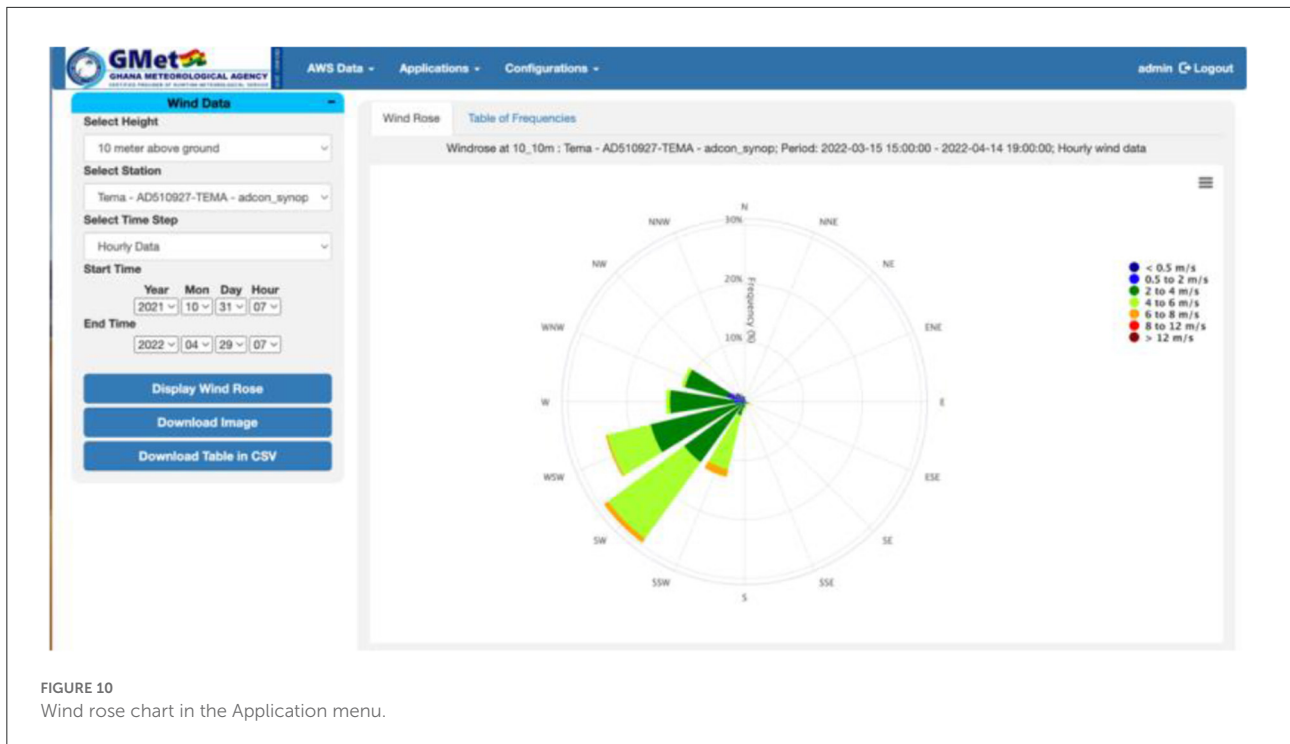 GMet
GHANA METEOROLOGICAL AGENCY
AWS Data
Applications
Configurations
admin Logout
Wind Data -
Select Height
10 meter above ground
Select Station
Tema - AD510927-TEMA - adcon_synop
Select Time Step
Hourly Data
Start Time
Year Mon Day Hour
2021 10 31 07
End Time
2022 04 29 07
Display Wind Rose
Download Image
Download Table in CSV
Wind Rose
Table of Frequencies
Windrose at 10_10m : Tema - AD510927-TEMA - adcon_synop; Period: 2022-03-15 15:00:00 - 2022-04-14 19:00:00; Hourly wind data
N
NNE
NE
ENE
E
ESE
SE
SSE
S
SSW
SW
WSW
W
WNW
NW
NNW
30%
20%
10%
Frequency (%)
< 0.5 m/s
0.5 to 2 m/s
2 to 4 m/s
4 to 6 m/s
6 to 8 m/s
8 to 12 m/s
> 12 m/s
FIGURE 10
Wind rose chart in the Application menu.